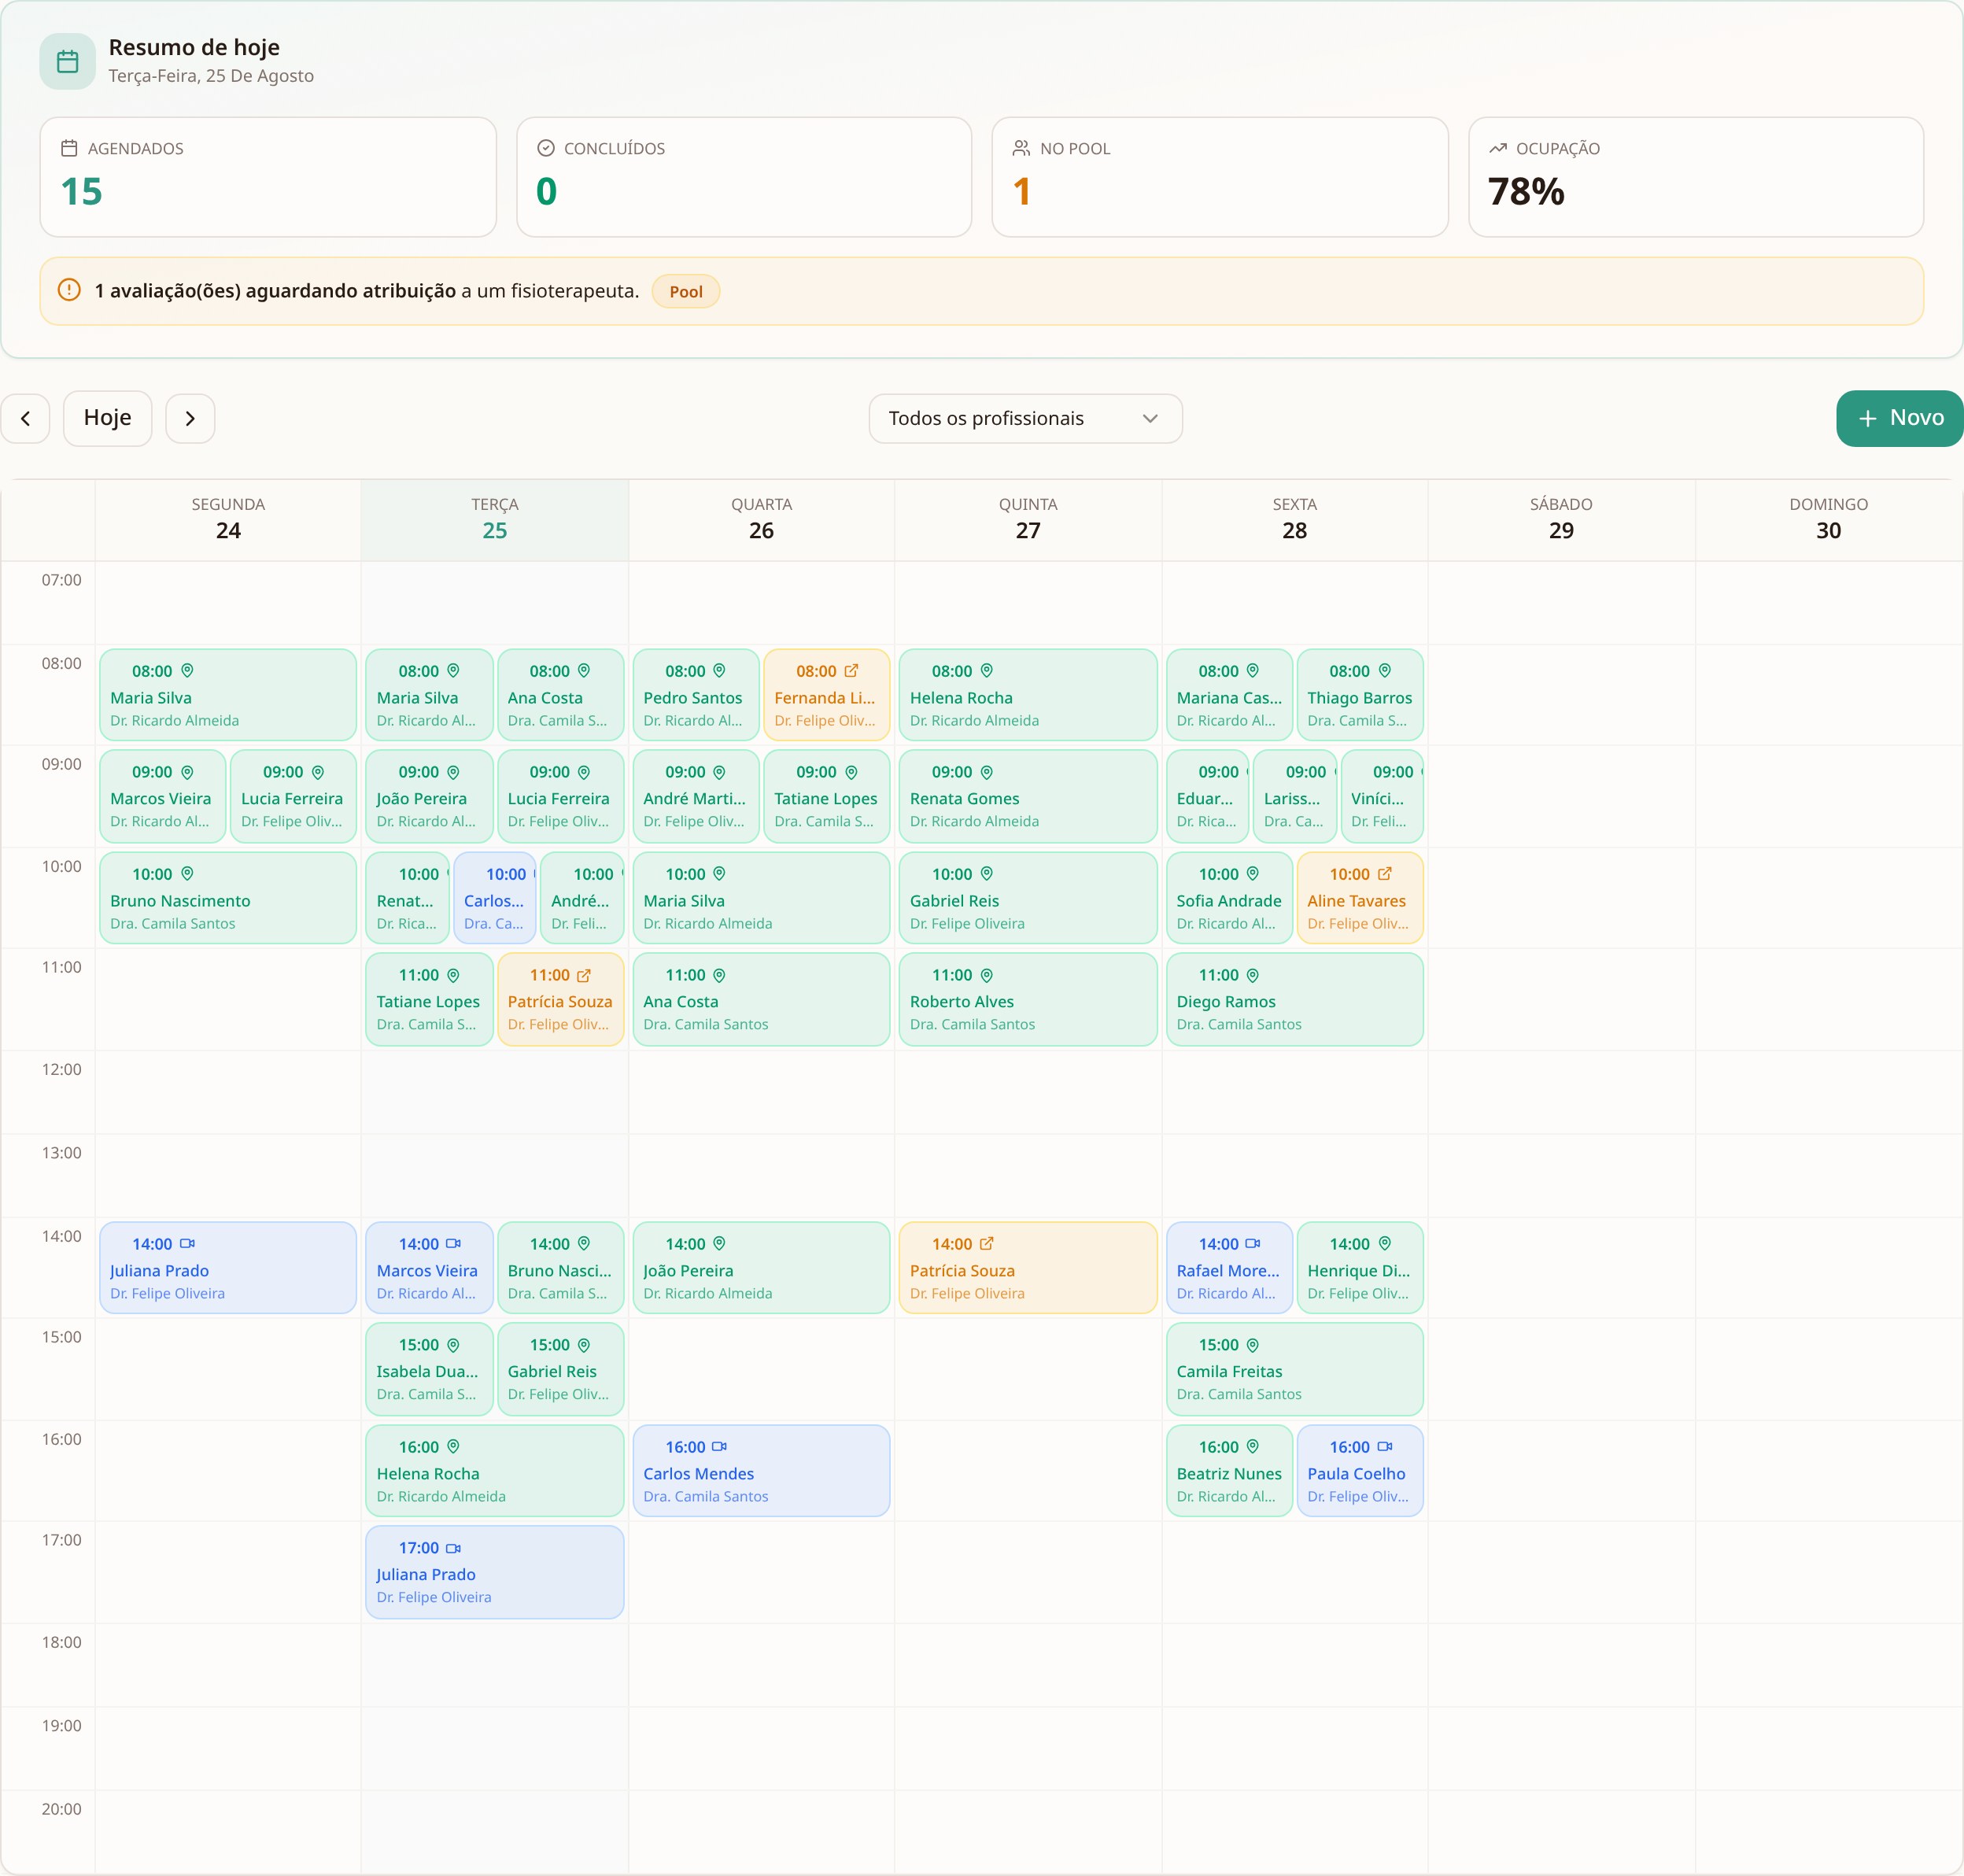 Resumo de hoje
Terça-Feira, 25 De Agosto
AGENDADOS
15
CONCLUÍDOS
0
NO POOL
1
OCUPAÇÃO
78%
1 avaliação(ões) aguardando atribuição a um fisioterapeuta. Pool
Hoje
Todos os profissionais
Novo
SEGUNDA
24
TERÇA
25
QUARTA
26
QUINTA
27
SEXTA
28
SÁBADO
29
DOMINGO
30
07:00
08:00
08:00
Maria Silva
Dr. Ricardo Almeida
08:00
Maria Silva
Dr. Ricardo Al...
08:00
Ana Costa
Dra. Camila S...
08:00
Pedro Santos
Dr. Ricardo Al...
08:00
Fernanda Li...
Dr. Felipe Oliv...
08:00
Helena Rocha
Dr. Ricardo Almeida
08:00
Mariana Cas...
Dr. Ricardo Al...
08:00
Thiago Barros
Dra. Camila S...
09:00
09:00
Marcos Vieira
Dr. Ricardo Al...
09:00
Lucia Ferreira
Dr. Felipe Oliv...
09:00
João Pereira
Dr. Ricardo Al...
09:00
Lucia Ferreira
Dr. Felipe Oliv...
09:00
André Marti...
Dr. Felipe Oliv...
09:00
Tatiane Lopes
Dra. Camila S...
09:00
Renata Gomes
Dr. Ricardo Almeida
09:00
Eduar...
Dr. Rica...
09:00
Lariss...
Dra. Ca...
09:00
Viníci...
Dr. Feli...
10:00
10:00
Bruno Nascimento
Dra. Camila Santos
10:00
Renat...
Dr. Rica...
10:00
Carlos...
Dra. Ca...
10:00
André...
Dr. Feli...
10:00
Maria Silva
Dr. Ricardo Almeida
10:00
Gabriel Reis
Dr. Felipe Oliveira
10:00
Sofia Andrade
Dr. Ricardo Al...
10:00
Aline Tavares
Dr. Felipe Oliv...
11:00
11:00
Tatiane Lopes
Dra. Camila S...
11:00
Patrícia Souza
Dr. Felipe Oliv...
11:00
Ana Costa
Dra. Camila Santos
11:00
Roberto Alves
Dra. Camila Santos
11:00
Diego Ramos
Dra. Camila Santos
12:00
13:00
14:00
14:00
Juliana Prado
Dr. Felipe Oliveira
14:00
Marcos Vieira
Dr. Ricardo Al...
14:00
Bruno Nasci...
Dra. Camila S...
14:00
João Pereira
Dr. Ricardo Almeida
14:00
Patrícia Souza
Dr. Felipe Oliveira
14:00
Rafael More...
Dr. Ricardo Al...
14:00
Henrique Di...
Dr. Felipe Oliv...
15:00
15:00
Isabela Dua...
Dra. Camila S...
15:00
Gabriel Reis
Dr. Felipe Oliv...
15:00
Camila Freitas
Dra. Camila Santos
16:00
16:00
Helena Rocha
Dr. Ricardo Almeida
16:00
Carlos Mendes
Dra. Camila Santos
16:00
Beatriz Nunes
Dr. Ricardo Al...
16:00
Paula Coelho
Dr. Felipe Oliv...
17:00
17:00
Juliana Prado
Dr. Felipe Oliveira
18:00
19:00
20:00